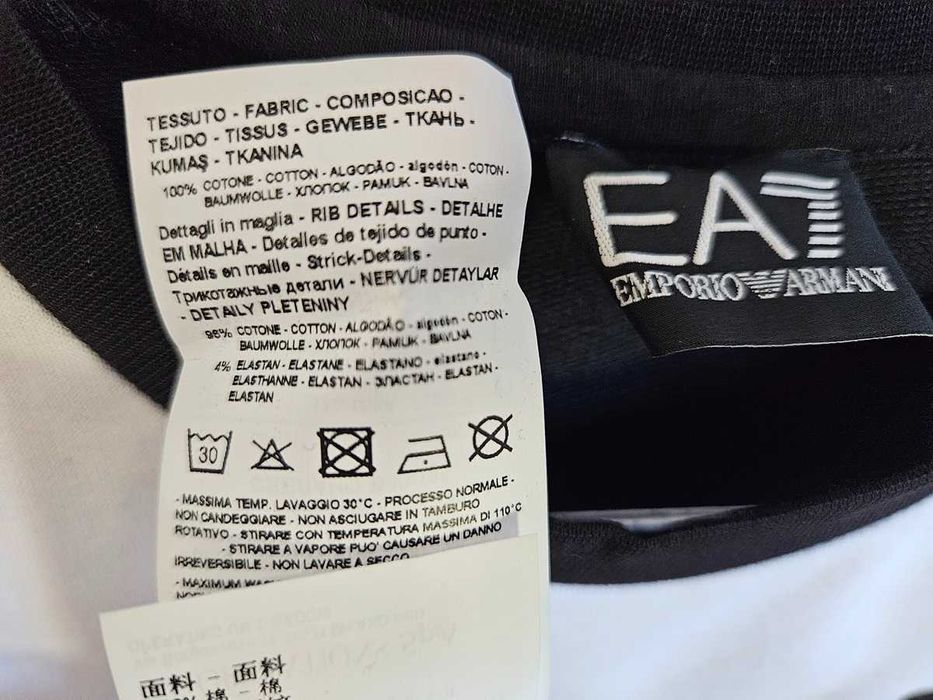 TESSUTO - FABRIC - COMPOSICAO -
TEJIDO - TISSUS - GEWEBE - ТКАНЬ -
KUMAŞ - TKANINA
100% COTONE - COTTON - ALGODÃO - algodón - COTON -
BAUMWOLLE - ХЛОПОК - PAMUK - BAVLNA
Dettagli in maglia - RIB DETAILS - DETALHE
EM MALHA - Detalles de tejido de punto -
Détails en maille - Strick-Details -
Трикотажные детали - NERVÜR DETAYLAR
- DETAILY PLETENINY
96% COTONE - COTTON - ALGODÃO - algodón - COTON -
BAUMWOLLE - ХЛОПОК - PAMUK - BAVLNA
4% ELASTAN - ELASTANE - ELASTANO - elastano -
ELASTHANNE - ELASTAN - ЭЛАСТАН - ELASTAN -
ELASTAN
30
- MASSIMA TEMP. LAVAGGIO 30°C - PROCESSO NORMALE -
NON CANDEGGIARE - NON ASCIUGARE IN TAMBURO
ROTATIVO - STIRARE CON TEMPERATURA MASSIMA DI 110°C
- STIRARE A VAPORE PUO' CAUSARE UN DANNO
IRREVERSIBILE - NON LAVARE A SECCO
- MAXIMUM
面料 - 面料
棉 - 棉
EA7
EMPORIO ARMANI